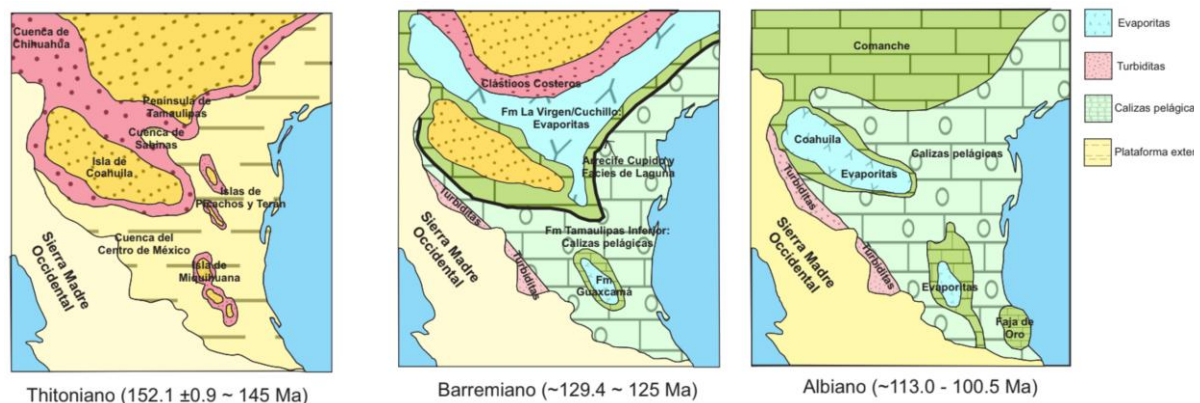 Cuenca de
Chihuahua
Península de
Tamaulipas
Cuenca de
Sabinas
Isla de
Coahuila
Islas de
Picachos y Terán
Cuenca del
Centro de México
Isla de
Miquihuana
Sierra Madre
Occidental
Thitoniano (152.1 ±0.9 ~ 145 Ma)
Clásticos Costeros
Fm La Virgen/Cuchillo:
Evaporitas
Arrecife Cupido y
Facies de Laguna
Turbiditas
Fm Tamaulipas Inferior:
Calizas pelágicas
Sierra Madre
Occidental
Turbiditas
Fm
Guaxcamá
Barremiano (~129.4 ~ 125 Ma)
Comanche
Coahuila
Calizas pelágicas
Evaporitas
Turbiditas
Sierra Madre
Occidental
Turbiditas
Evaporitas
Faja de
Oro
Albiano (~113.0 - 100.5 Ma)
Evaporitas
Turbiditas
Calizas pelágica
Plataforma exter